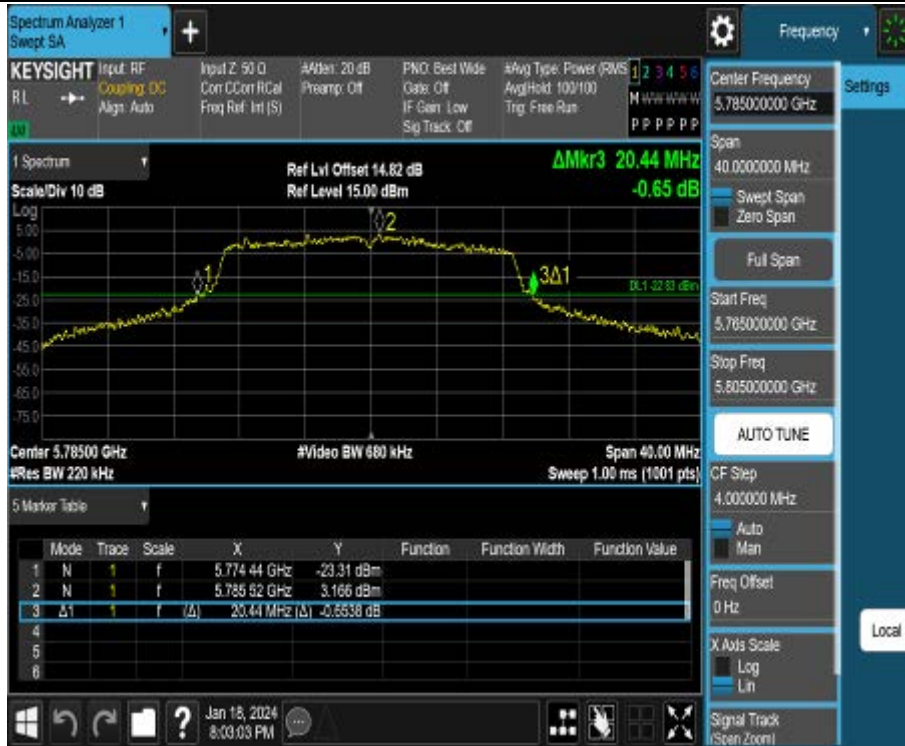 Spectrum Analyzer 1
Swept SA
+
Frequency
KEYSIGHT
RL
Input: RF
Coupling: DC
Align: Auto
Input Z: 50 Ω
Corr CCorr RCal
Freq Ref: Int (S)
#Atten: 20 dB
Preamp: Off
PNO: Best Wide
Gate: Off
IF Gain: Low
Sig Track: Off
#Avg Type: Power (RMS
Avg|Hold: 100/100
Trig: Free Run
1 2 3 4 5 6
M W W W W W
P P P P P P
Center Frequency
5.785000000 GHz
Settings
1 Spectrum
Scale/Div 10 dB
Ref Lvl Offset 14.82 dB
Ref Level 15.00 dBm
ΔMkr3 20.44 MHz
-0.65 dB
Log
5.00
-5.00
-15.0
-25.0
-35.0
-45.0
-55.0
-65.0
-75.0
1
2
3Δ1
DL1 -22.83 dBm
Center 5.78500 GHz
#Video BW 680 kHz
Span 40.00 MHz
#Res BW 220 kHz
Sweep 1.00 ms (1001 pts)
Span
40.0000000 MHz
Swept Span
Zero Span
Full Span
Start Freq
5.765000000 GHz
Stop Freq
5.805000000 GHz
AUTO TUNE
CF Step
4.000000 MHz
Auto
Man
Freq Offset
0 Hz
X Axis Scale
Log
Lin
Signal Track
(Span Zoom)
Local
5 Marker Table
Mode Trace Scale X Y Function Function Width Function Value
1 N 1 f 5.774 44 GHz -23.31 dBm
2 N 1 f 5.785 52 GHz 3.166 dBm
3 Δ1 1 f (Δ) 20.44 MHz (Δ) -0.6538 dB
4
5
6
?
Jan 18, 2024
8:03:03 PM